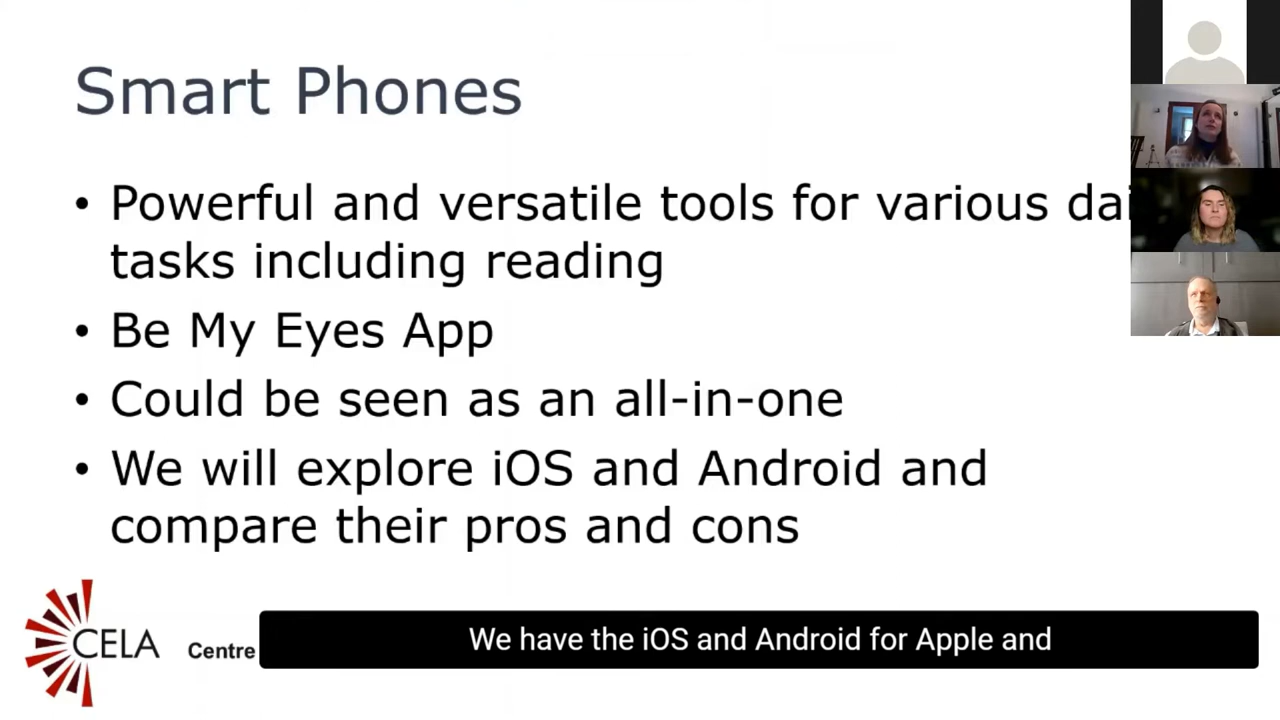 Smart Phones
• Powerful and versatile tools for various dai
tasks including reading
• Be My Eyes App
• Could be seen as an all-in-one
• We will explore iOS and Android and
compare their pros and cons
CELA
Centre
We have the iOS and Android for Apple and